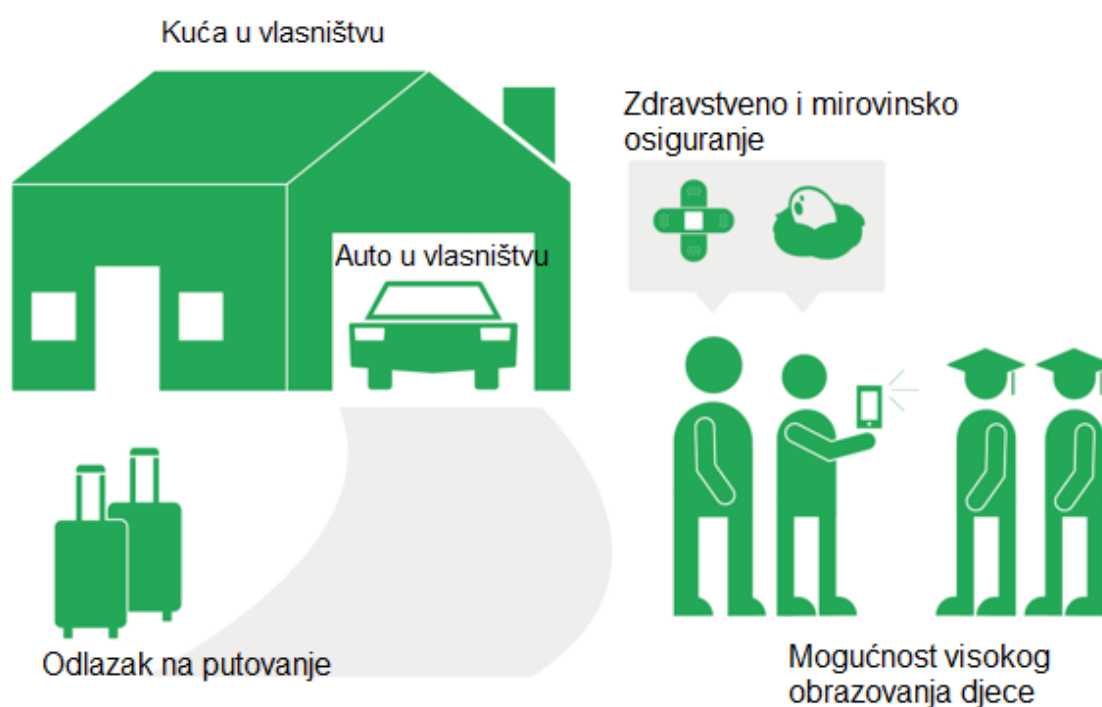 Kuća u vlasništvu
Zdravstveno i mirovinsko
osiguranje
Auto u vlasništvu
Odlazak na putovanje
Mogućnost visokog
obrazovanja djece